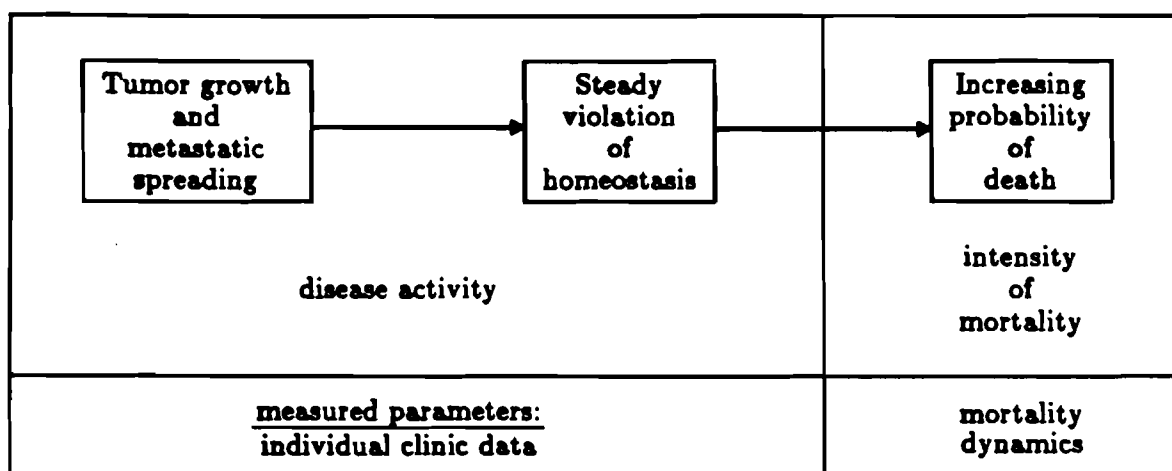 Tumor growth
and
metastatic
spreading
Steady
violation
of
homeostasis
Increasing
probability
of
death
disease activity
intensity
of
mortality
measured parameters:
individual clinic data
mortality
dynamics